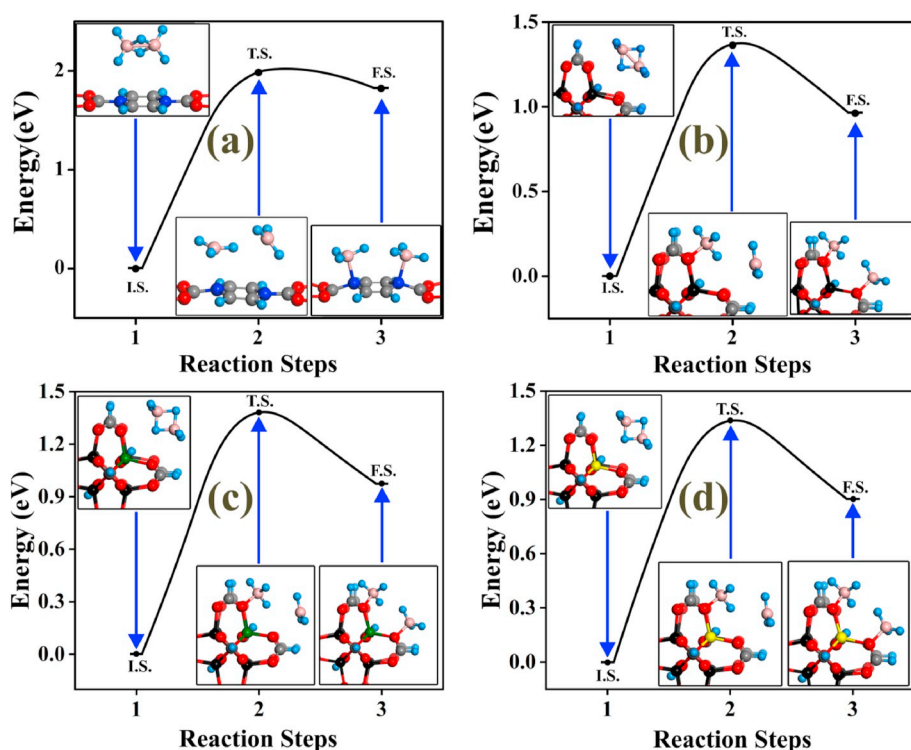 Energy(eV)
2
1
0
(a)
I.S.
T.S.
F.S.
1
2
3
Reaction Steps
Energy(eV)
1.5
1.0
0.5
0.0
(b)
I.S.
T.S.
F.S.
1
2
3
Reaction Steps
Energy (eV)
1.5
1.2
0.9
0.6
0.3
0.0
(c)
I.S.
T.S.
F.S.
1
2
3
Reaction Steps
Energy (eV)
1.5
1.2
0.9
0.6
0.3
0.0
(d)
I.S.
T.S.
F.S.
1
2
3
Reaction Steps